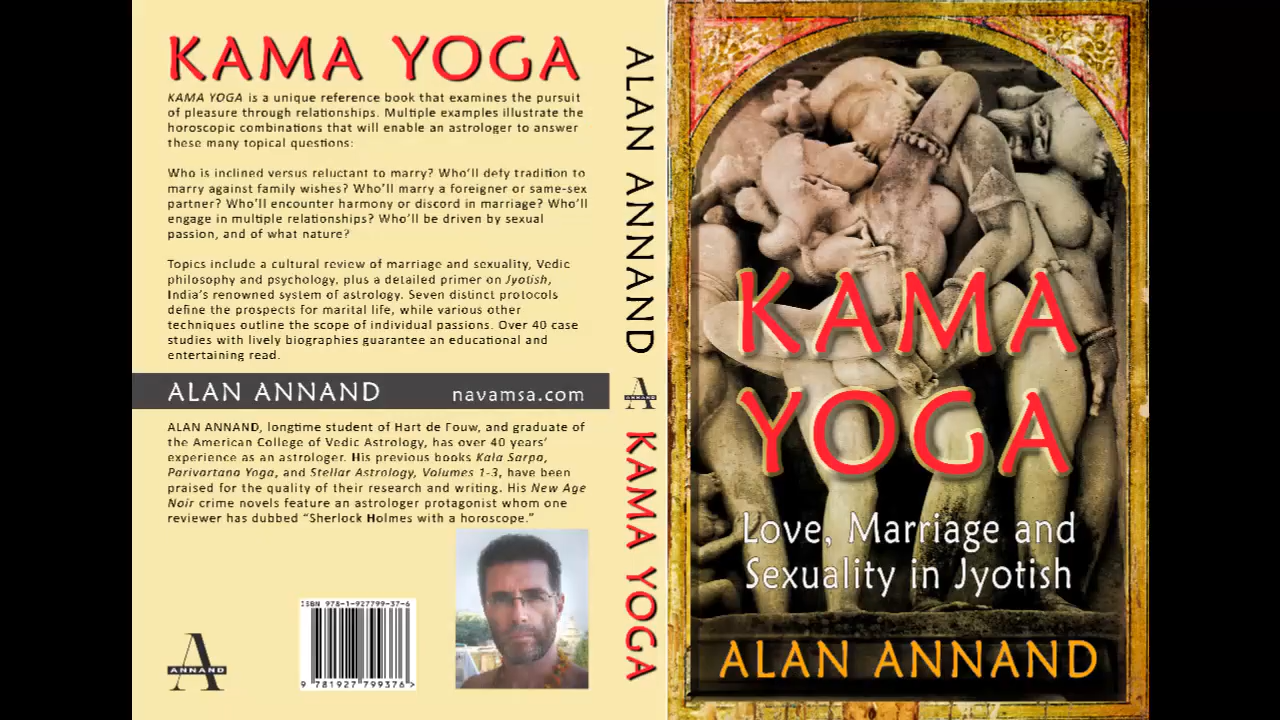 KAMA YOGA
KAMA YOGA is a unique reference book that examines the pursuit
of pleasure through relationships. Multiple examples illustrate the
horoscopic combinations that will enable an astrologer to answer
these many topical questions:
Who is inclined versus reluctant to marry? Who'll defy tradition to
marry against family wishes? Who'll marry a foreigner or same-sex
partner? Who'll encounter harmony or discord in marriage? Who'll
engage in multiple relationships? Who'll be driven by sexual
passion, and of what nature?
Topics include a cultural review of marriage and sexuality, Vedic
philosophy and psychology, plus a detailed primer on Jyotish,
India's renowned system of astrology. Seven distinct protocols
define the prospects for marital life, while various other
techniques outline the scope of individual passions. Over 40 case
studies with lively biographies guarantee an educational and
entertaining read.
ALAN ANNAND navamsa.com
ALAN ANNAND, longtime student of Hart de Fouw, and graduate of
the American College of Vedic Astrology, has over 40 years'
experience as an astrologer. His previous books Kala Sarpa,
Parivartana Yoga, and Stellar Astrology, Volumes 1-3, have been
praised for the quality of their research and writing. His New Age
Noir crime novels feature an astrologer protagonist whom one
reviewer has dubbed "Sherlock Holmes with a horoscope."
A
ANNAND
ISBN 978-1-927799-37-6
9 781927 799376
ALAN ANNAND
A
ANNAND
KAMA YOGA
KAMA
YOGA
Love, Marriage and
Sexuality in Jyotish
ALAN ANNAND